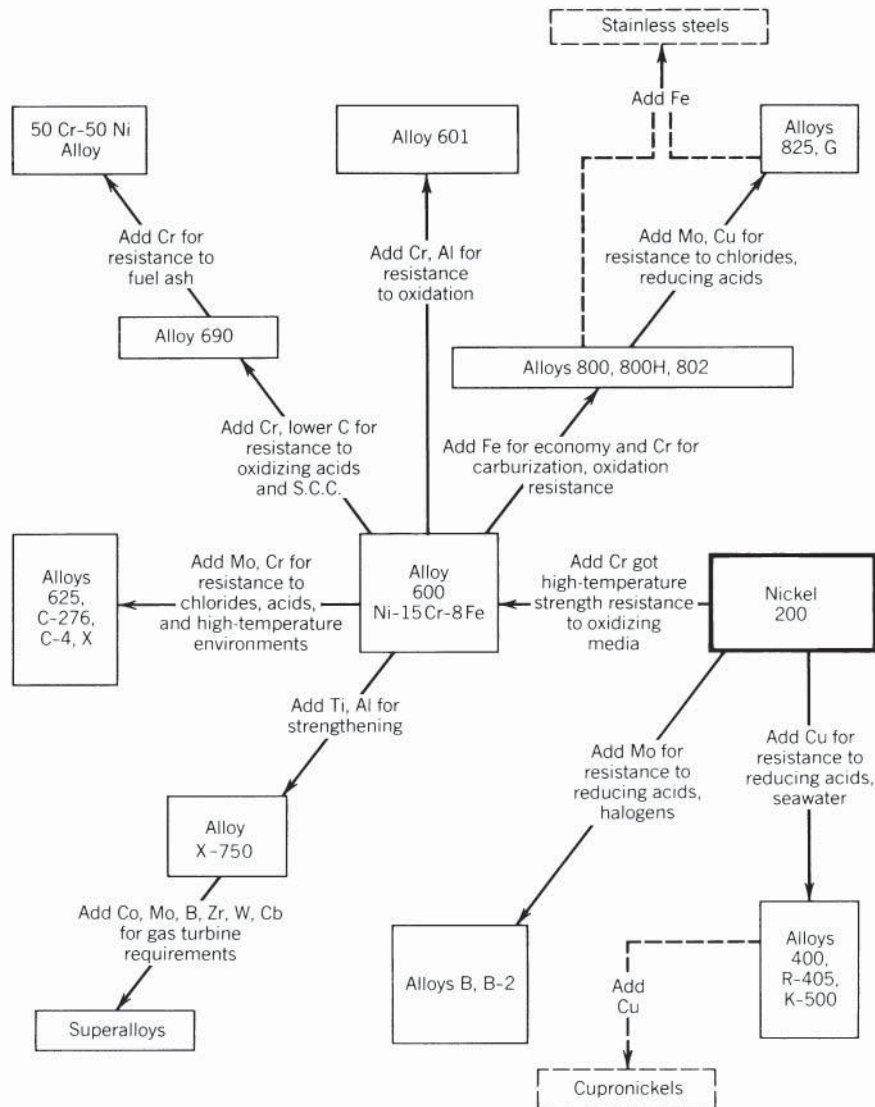 Stainless steels
Add Fe
50 Cr-50 Ni
Alloy
Alloy 601
Alloys
825, G
Add Cr for
resistance to
fuel ash
Add Cr, Al for
resistance
to oxidation
Add Mo, Cu for
resistance to chlorides,
reducing acids
Alloy 690
Alloys 800, 800H, 802
Add Cr, lower C for
resistance to
oxidizing acids
and S.C.C.
Add Fe for economy and Cr for
carburization, oxidation
resistance
Alloys
625,
C-276,
C-4, X
Add Mo, Cr for
resistance to
chlorides, acids,
and high-temperature
environments
Alloy
600
Ni-15Cr-8Fe
Add Cr got
high-temperature
strength resistance
to oxidizing
media
Nickel
200
Add Ti, Al for
strengthening
Add Mo for
resistance to
reducing acids,
halogens
Add Cu for
resistance to
reducing acids,
seawater
Alloy
X-750
Add Co, Mo, B, Zr, W, Cb
for gas turbine
requirements
Superalloys
Alloys B, B-2
Alloys
400,
R-405,
K-500
Add
Cu
Cupronickels